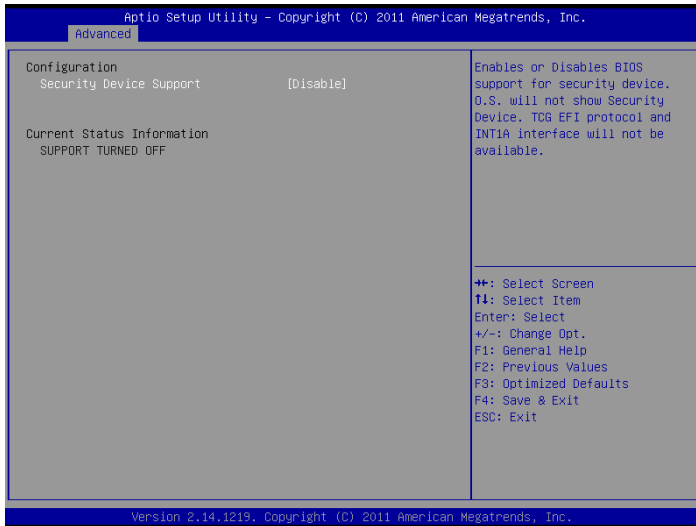 Aptio Setup Utility – Copyright (C) 2011 American Megatrends, Inc.
Advanced
Configuration
Security Device Support [Disable]
Current Status Information
SUPPORT TURNED OFF
Enables or Disables BIOS
support for security device.
O.S. will not show Security
Device. TCG EFI protocol and
INT1A interface will not be
available.
→←: Select Screen
↑↓: Select Item
Enter: Select
+/-: Change Opt.
F1: General Help
F2: Previous Values
F3: Optimized Defaults
F4: Save & Exit
ESC: Exit
Version 2.14.1219. Copyright (C) 2011 American Megatrends, Inc.